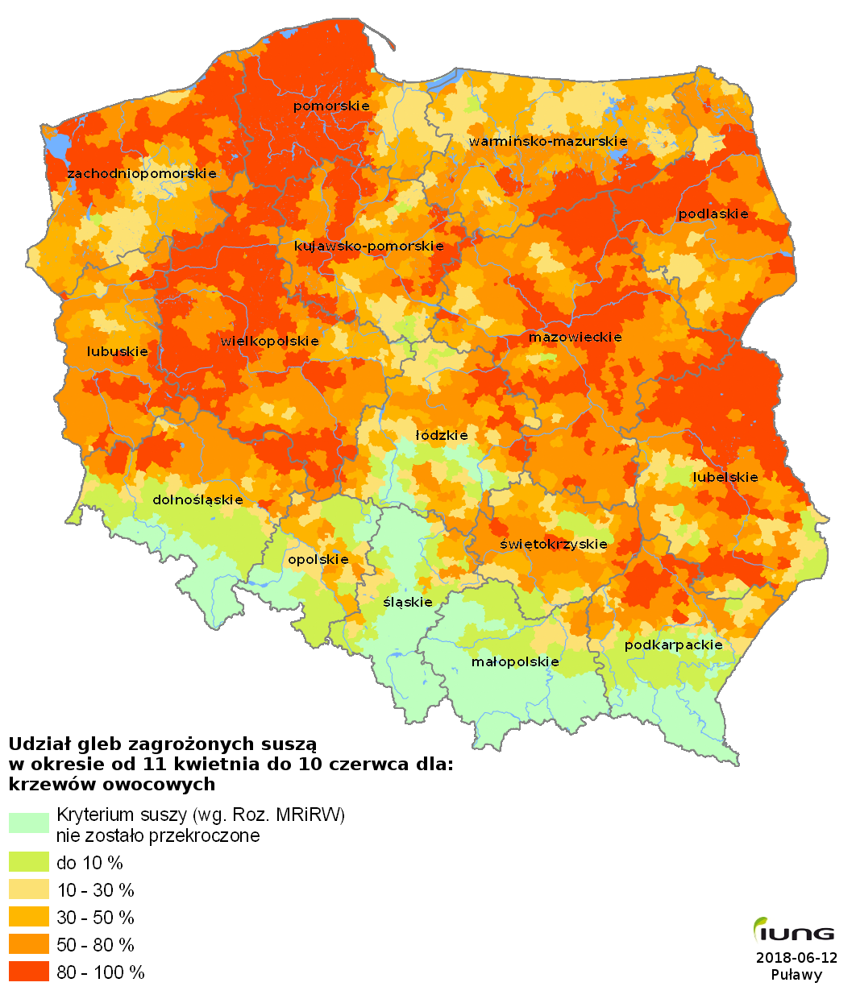 pomorskie
warmińsko-mazurskie
zachodniopomorskie
podlaskie
kujawsko-pomorskie
mazowieckie
wielkopolskie
lubuskie
łódzkie
lubelskie
dolnośląskie
świętokrzyskie
opolskie
śląskie
podkarpackie
małopolskie
Udział gleb zagrożonych suszą
w okresie od 11 kwietnia do 10 czerwca dla:
krzewów owocowych
Kryterium suszy (wg. Roz. MRiRW)
nie zostało przekroczone
do 10 %
10 - 30 %
30 - 50 %
50 - 80 %
80 - 100 %
IUNG
2018-06-12
Puławy